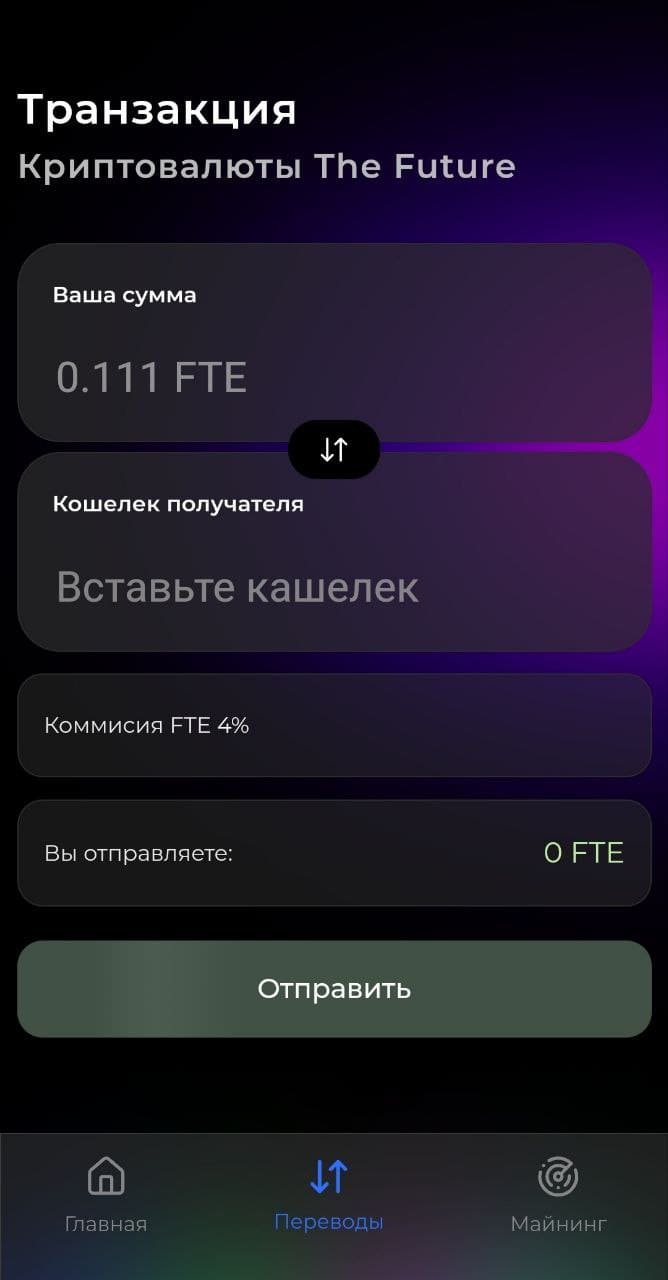 Транзакция
Криптовалюты The Future
Ваша сумма
0.111 FTE
Кошелек получателя
Вставьте кашелек
Коммисия FTE 4%
Вы отправляете:
0 FTE
Отправить
Главная
Переводы
Майнинг